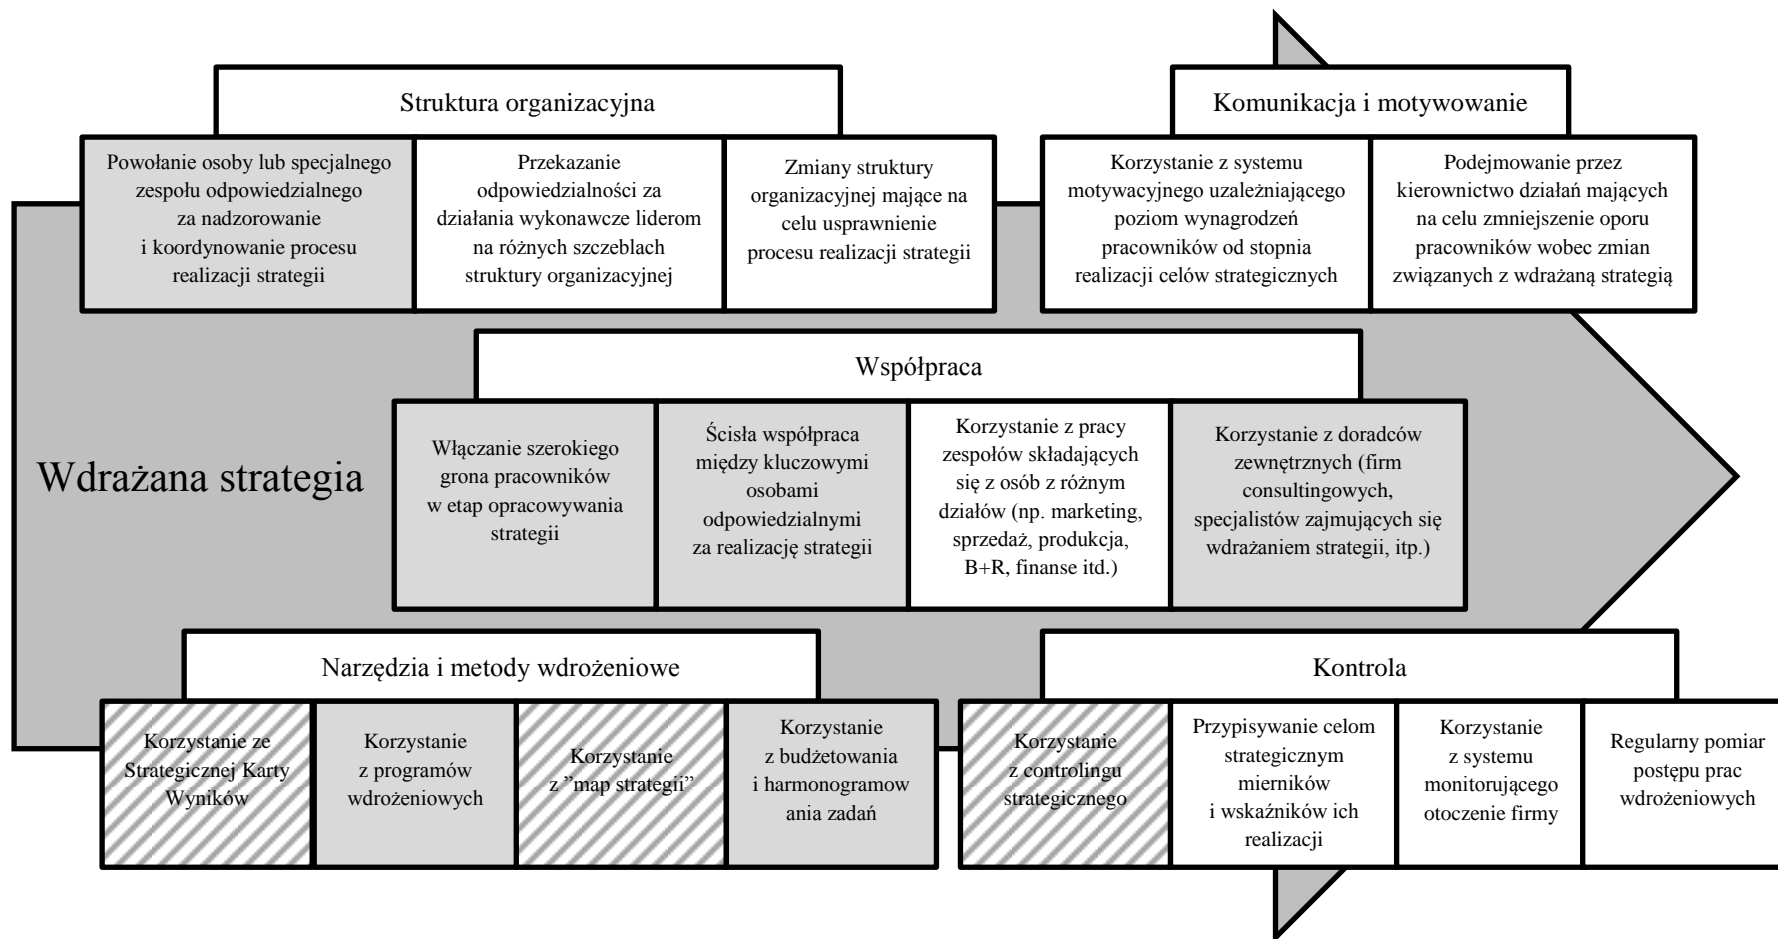 Struktura organizacyjna
Powołanie osoby lub specjalnego
zespołu odpowiedzialnego
za nadzorowanie
i koordynowanie procesu
realizacji strategii
Przekazanie
odpowiedzialności za
działania wykonawcze liderom
na różnych szczeblach
struktury organizacyjnej
Zmiany struktury
organizacyjnej mające na
celu usprawnienie
procesu realizacji strategii
Komunikacja i motywowanie
Korzystanie z systemu
motywacyjnego uzależniającego
poziom wynagrodzeń
pracowników od stopnia
realizacji celów strategicznych
Podejmowanie przez
kierownictwo działań mających
na celu zmniejszenie oporu
pracowników wobec zmian
związanych z wdrażaną strategią
Wdrażana strategia
Współpraca
Włączanie szerokiego
grona pracowników
w etap opracowywania
strategii
Ścisła współpraca
między kluczowymi
osobami
odpowiedzialnymi
za realizację strategii
Korzystanie z pracy
zespołów składających
się z osób z różnym
działów (np. marketing,
sprzedaż, produkcja,
B+R, finanse itd.)
Korzystanie z doradców
zewnętrznych (firm
consultingowych,
specjalistów zajmujących się
wdrażaniem strategii, itp.)
Narzędzia i metody wdrożeniowe
Korzystanie ze
Strategicznej Karty
Wyników
Korzystanie
z programów
wdrożeniowych
Korzystanie
z ”map strategii”
Korzystanie
z budżetowania
i harmonogramow
ania zadań
Kontrola
Korzystanie
z controlingu
strategicznego
Przypisywanie celom
strategicznym
mierników
i wskaźników ich
realizacji
Korzystanie
z systemu
monitorującego
otoczenie firmy
Regularny pomiar
postępu prac
wdrożeniowych